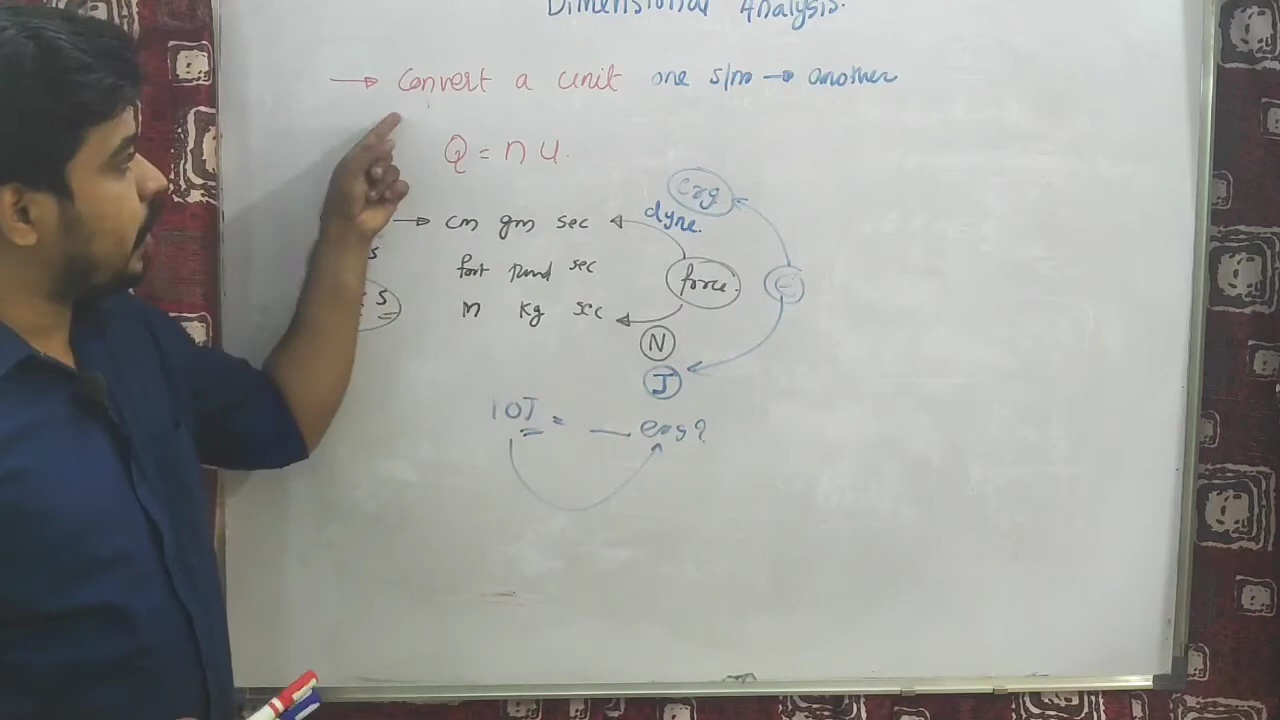 Dimensional Analysis.
→ Convert a unit one s/m → another
Q = n u.
erg
dyne.
→ cm gm sec
s
foot pound sec
force.
E
s
m kg sec
N
J
10J = __ erg?